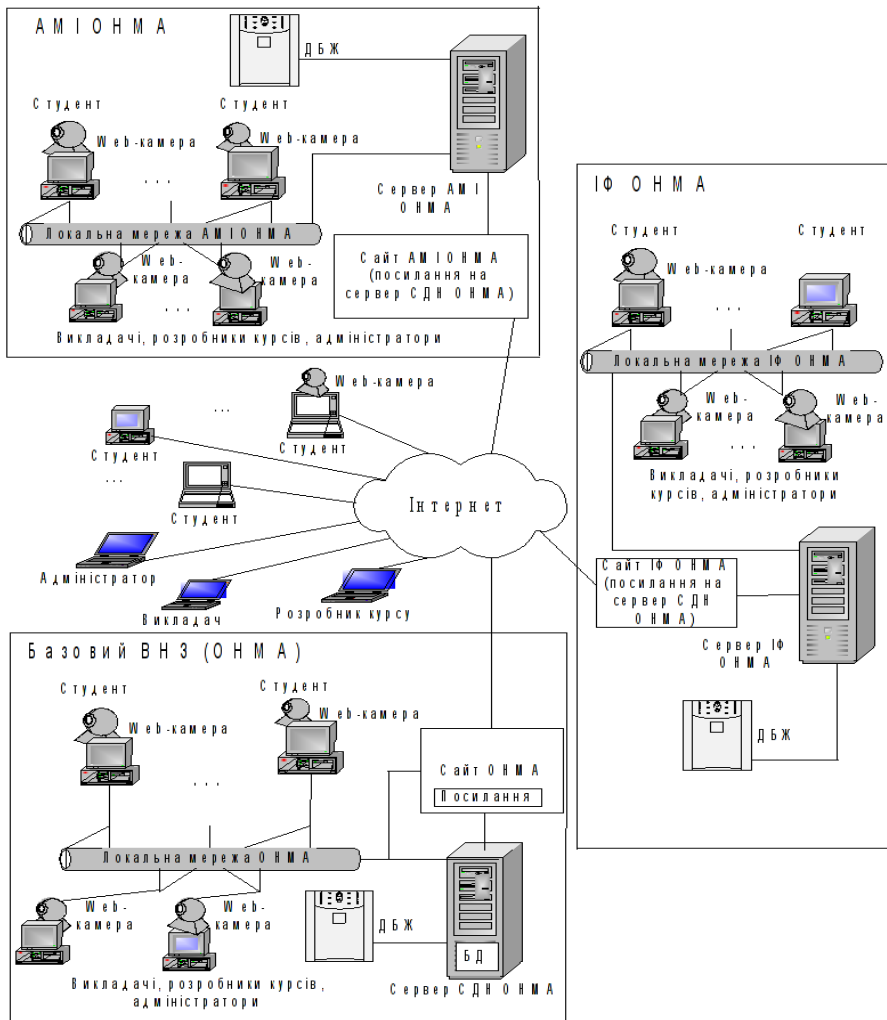 АМІ ОНМА
ДБЖ
Студент
Студент
Web-камера
Web-камера
...
Сервер АМІ
ОНМА
Локальна мережа АМІ ОНМА
Web-
камера
Web-
камера
...
Сайт АМІ ОНМА
(посилання на
сервер СДН ОНМА)
Викладачі, розробники курсів, адміністратори
ІФ ОНМА
Студент
Студент
Web-камера
...
Локальна мережа ІФ ОНМА
Web-
камера
Web-
камера
...
Викладачі, розробники
курсів, адміністратори
Сайт ІФ ОНМА
(посилання на
сервер СДН
ОНМА)
Сервер ІФ
ОНМА
ДБЖ
Web-камера
...
Студент
Студент
...
Студент
Інтернет
Адміністратор
Викладач
Розробник курсу
Базовий ВНЗ (ОНМА)
Студент
Студент
Web-камера
Web-камера
...
Сайт ОНМА
Посилання
Локальна мережа ОНМА
Web-
камера
Web-
камера
ДБЖ
БД
Викладачі, розробники курсів,
адміністратори
Сервер СДН ОНМА